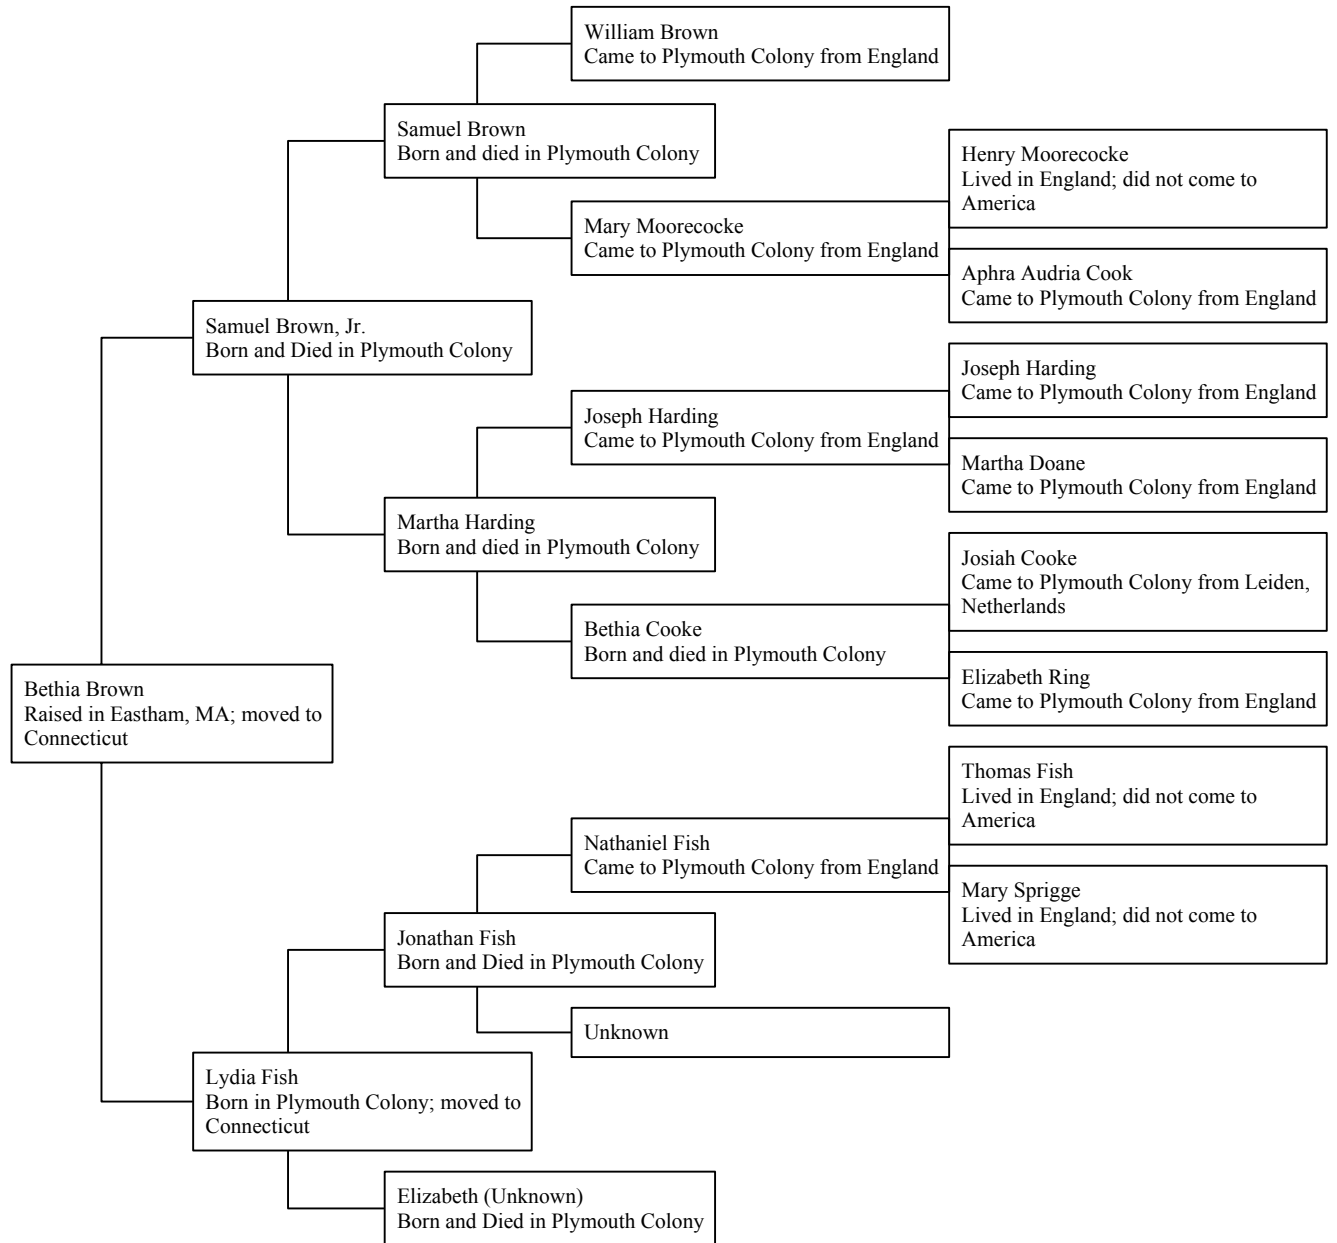 William Brown
Came to Plymouth Colony from England
Samuel Brown
Born and died in Plymouth Colony
Henry Moorecocke
Lived in England; did not come to
America
Mary Moorecocke
Came to Plymouth Colony from England
Aphra Audria Cook
Came to Plymouth Colony from England
Samuel Brown, Jr.
Born and Died in Plymouth Colony
Joseph Harding
Came to Plymouth Colony from England
Joseph Harding
Came to Plymouth Colony from England
Martha Doane
Came to Plymouth Colony from England
Martha Harding
Born and died in Plymouth Colony
Josiah Cooke
Came to Plymouth Colony from Leiden,
Netherlands
Bethia Cooke
Born and died in Plymouth Colony
Elizabeth Ring
Came to Plymouth Colony from England
Bethia Brown
Raised in Eastham, MA; moved to
Connecticut
Thomas Fish
Lived in England; did not come to
America
Nathaniel Fish
Came to Plymouth Colony from England
Mary Sprigge
Lived in England; did not come to
America
Jonathan Fish
Born and Died in Plymouth Colony
Unknown
Lydia Fish
Born in Plymouth Colony; moved to
Connecticut
Elizabeth (Unknown)
Born and Died in Plymouth Colony